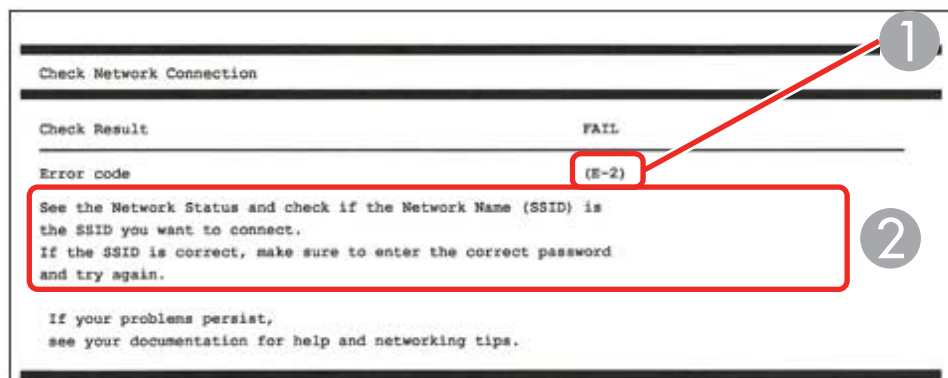 1
Check Network Connection
Check Result FAIL
Error code (E-2)
See the Network Status and check if the Network Name (SSID) is
the SSID you want to connect.
If the SSID is correct, make sure to enter the correct password
and try again.
2
If your problems persist,
see your documentation for help and networking tips.